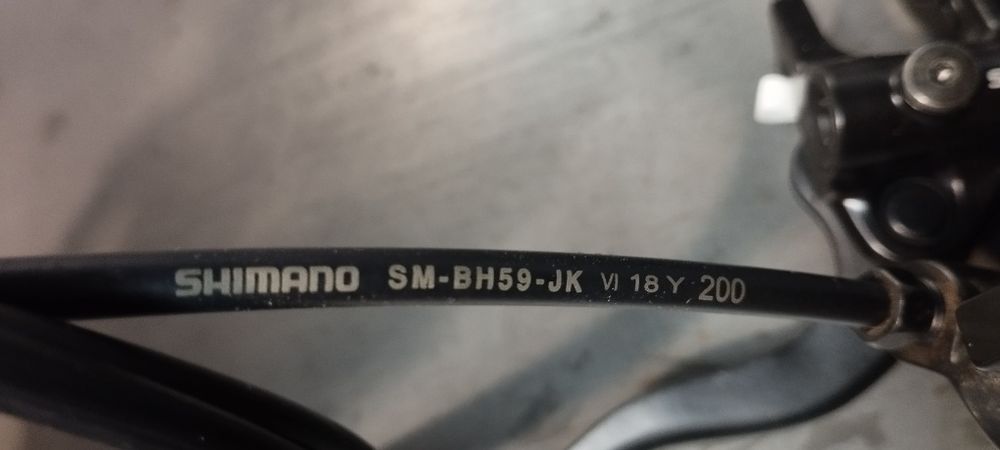 SHIMANO SM-BH59-JK VI 18 Y 200